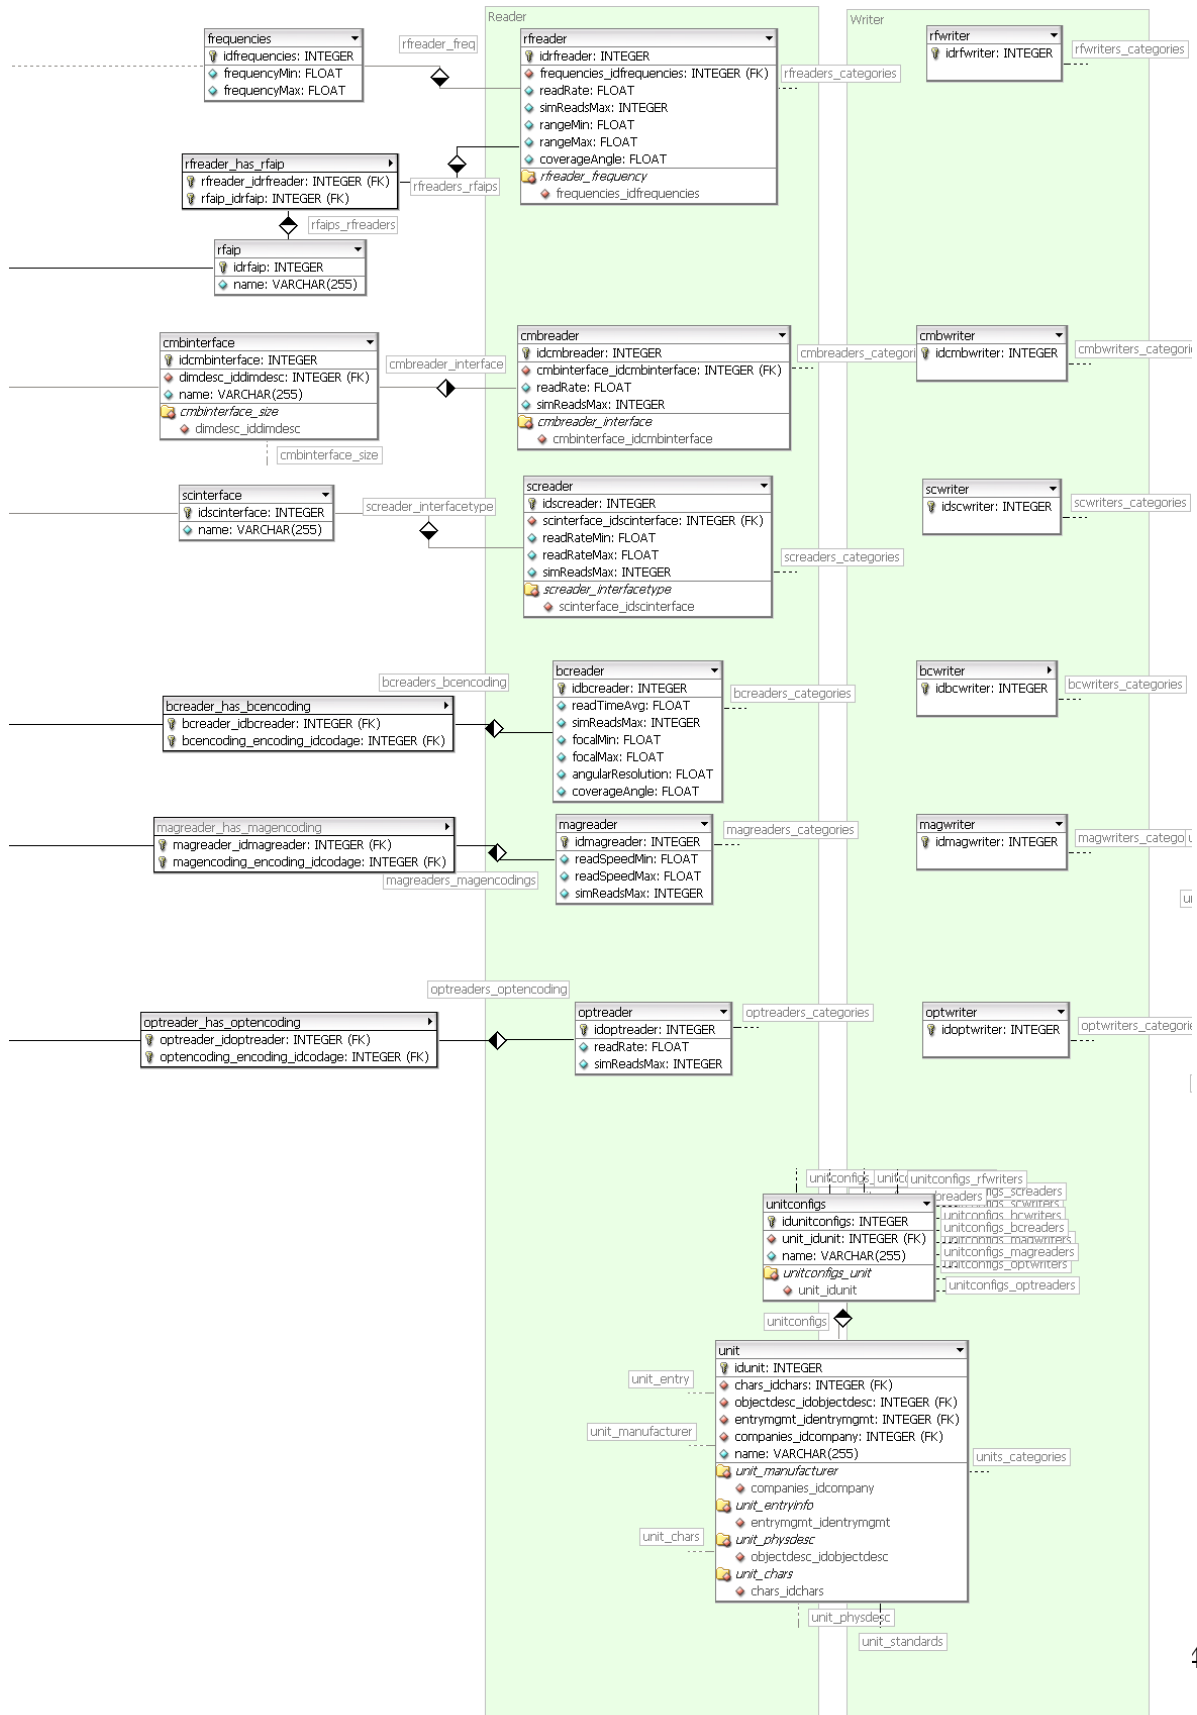 Reader
Writer
frequencies
idfrequencies: INTEGER
frequencyMin: FLOAT
frequencyMax: FLOAT
rfreader_freq
rfreader
idrfreader: INTEGER
frequencies_idfrequencies: INTEGER (FK)
readRate: FLOAT
simReadsMax: INTEGER
rangeMin: FLOAT
rangeMax: FLOAT
coverageAngle: FLOAT
rfreader_frequency
frequencies_idfrequencies
rfreaders_categories
rfwriter
idrfwriter: INTEGER
rfwriters_categories
rfreader_has_rfaip
rfreader_idrfreader: INTEGER (FK)
rfaip_idrfaip: INTEGER (FK)
rfreaders_rfaips
rfaips_rfreaders
rfaip
idrfaip: INTEGER
name: VARCHAR(255)
cmbinterface
idcmbinterface: INTEGER
dimdesc_iddimdesc: INTEGER (FK)
name: VARCHAR(255)
cmbinterface_size
dimdesc_iddimdesc
cmbinterface_size
cmbreader_interface
cmbreader
idcmbreader: INTEGER
cmbinterface_idcmbinterface: INTEGER (FK)
readRate: FLOAT
simReadsMax: INTEGER
cmbreader_interface
cmbinterface_idcmbinterface
cmbreaders_categori
cmbwriter
idcmbwriter: INTEGER
cmbwriters_categori
scinterface
idscinterface: INTEGER
name: VARCHAR(255)
screader_interfacetype
screader
idscreader: INTEGER
scinterface_idscinterface: INTEGER (FK)
readRateMin: FLOAT
readRateMax: FLOAT
simReadsMax: INTEGER
screader_interfacetype
scinterface_idscinterface
screaders_categories
scwriter
idscwriter: INTEGER
scwriters_categories
bcreaders_bcencoding
bcreader_has_bcencoding
bcreader_idbcreader: INTEGER (FK)
bcencoding_encoding_idcodage: INTEGER (FK)
bcreader
idbcreader: INTEGER
readTimeAvg: FLOAT
simReadsMax: INTEGER
focalMin: FLOAT
focalMax: FLOAT
angularResolution: FLOAT
coverageAngle: FLOAT
bcreaders_categories
bcwriter
idbcwriter: INTEGER
bcwriters_categories
magreader_has_magencoding
magreader_idmagreader: INTEGER (FK)
magencoding_encoding_idcodage: INTEGER (FK)
magreaders_magencodings
magreader
idmagreader: INTEGER
readSpeedMin: FLOAT
readSpeedMax: FLOAT
simReadsMax: INTEGER
magreaders_categories
magwriter
idmagwriter: INTEGER
magwriters_catego
optreaders_optencoding
optreader_has_optencoding
optreader_idoptreader: INTEGER (FK)
optencoding_encoding_idcodage: INTEGER (FK)
optreader
idoptreader: INTEGER
readRate: FLOAT
simReadsMax: INTEGER
optreaders_categories
optwriter
idoptwriter: INTEGER
optwriters_categorie
unitconfigs_
unitco
unitconfigs_rfwriters
unitconfigs
idunitconfigs: INTEGER
unit_idunit: INTEGER (FK)
name: VARCHAR(255)
unitconfigs_unit
unit_idunit
readers
nfigs_screaders
unitconfigs_bcwriters
unitconfigs_bcreaders
unitconfigs_magwriters
unitconfigs_magreaders
unitconfigs_optwriters
unitconfigs_optreaders
unitconfigs
unit
idunit: INTEGER
chars_idchars: INTEGER (FK)
objectdesc_idobjectdesc: INTEGER (FK)
entrymgmt_identrymgmt: INTEGER (FK)
companies_idcompany: INTEGER (FK)
name: VARCHAR(255)
unit_manufacturer
companies_idcompany
unit_entryinfo
entrymgmt_identrymgmt
unit_physdesc
objectdesc_idobjectdesc
unit_chars
chars_idchars
unit_entry
unit_manufacturer
unit_chars
units_categories
unit_physdesc
unit_standards